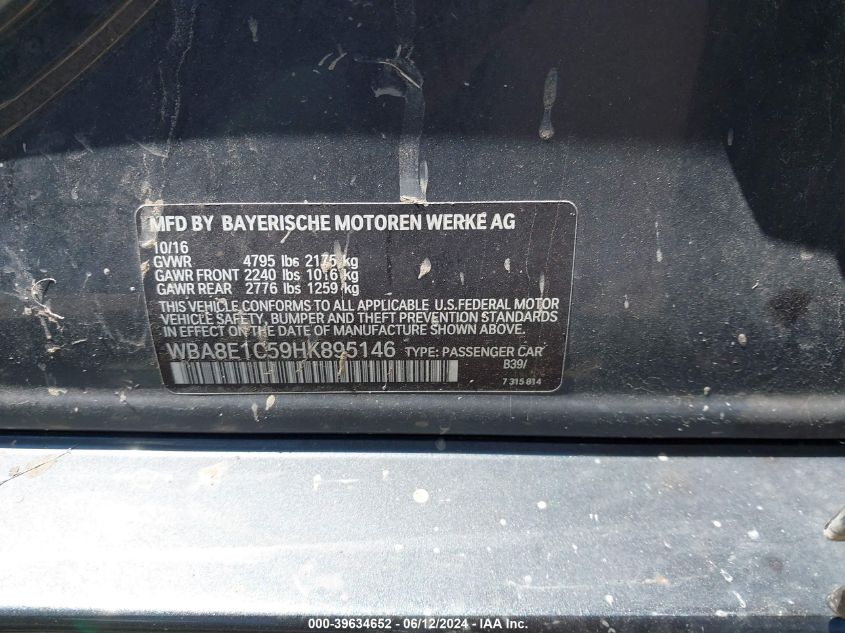 MFD BY BAYERISCHE MOTOREN WERKE AG
10/16
GVWR 4795 lbs 2175 kg
GAWR FRONT 2240 lbs 1016 kg
GAWR REAR 2776 lbs 1259 kg
THIS VEHICLE CONFORMS TO ALL APPLICABLE U.S.FEDERAL MOTOR
VEHICLE SAFETY, BUMPER AND THEFT PREVENTION STANDARDS
IN EFFECT ON THE DATE OF MANUFACTURE SHOWN ABOVE.
WBA8E1C59HK895146 TYPE: PASSENGER CAR
B39/
7 315 814
000-39634652 - 06/12/2024 - IAA Inc.